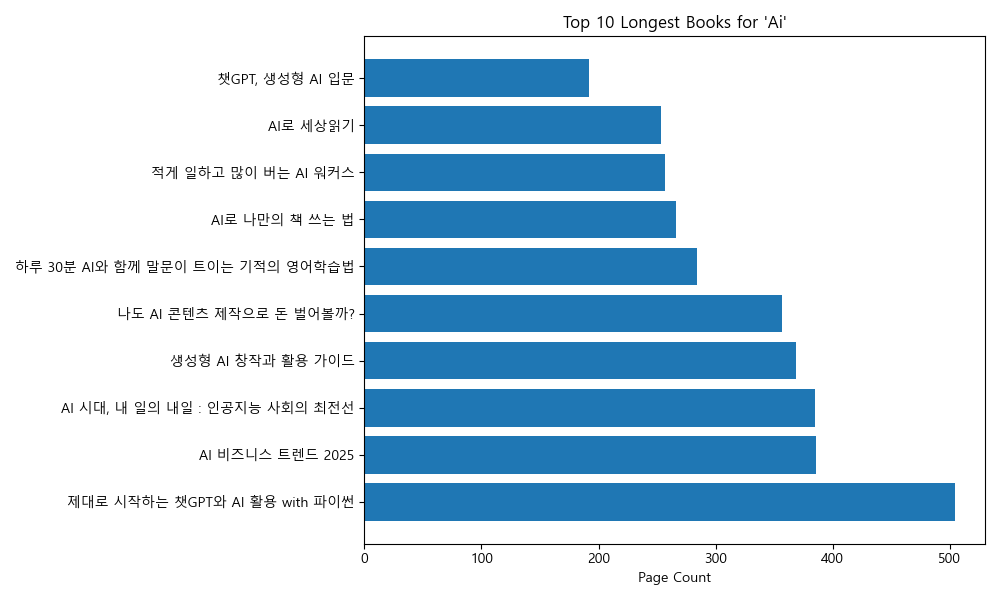 Top 10 Longest Books for 'Ai'
챗GPT, 생성형 AI 입문
AI로 세상읽기
적게 일하고 많이 버는 AI 워커스
AI로 나만의 책 쓰는 법
하루 30분 AI와 함께 말문이 트이는 기적의 영어학습법
나도 AI 콘텐츠 제작으로 돈 벌어볼까?
생성형 AI 창작과 활용 가이드
AI 시대, 내 일의 내일 : 인공지능 사회의 최전선
AI 비즈니스 트렌드 2025
제대로 시작하는 챗GPT와 AI 활용 with 파이썬
0 100 200 300 400 500
Page Count